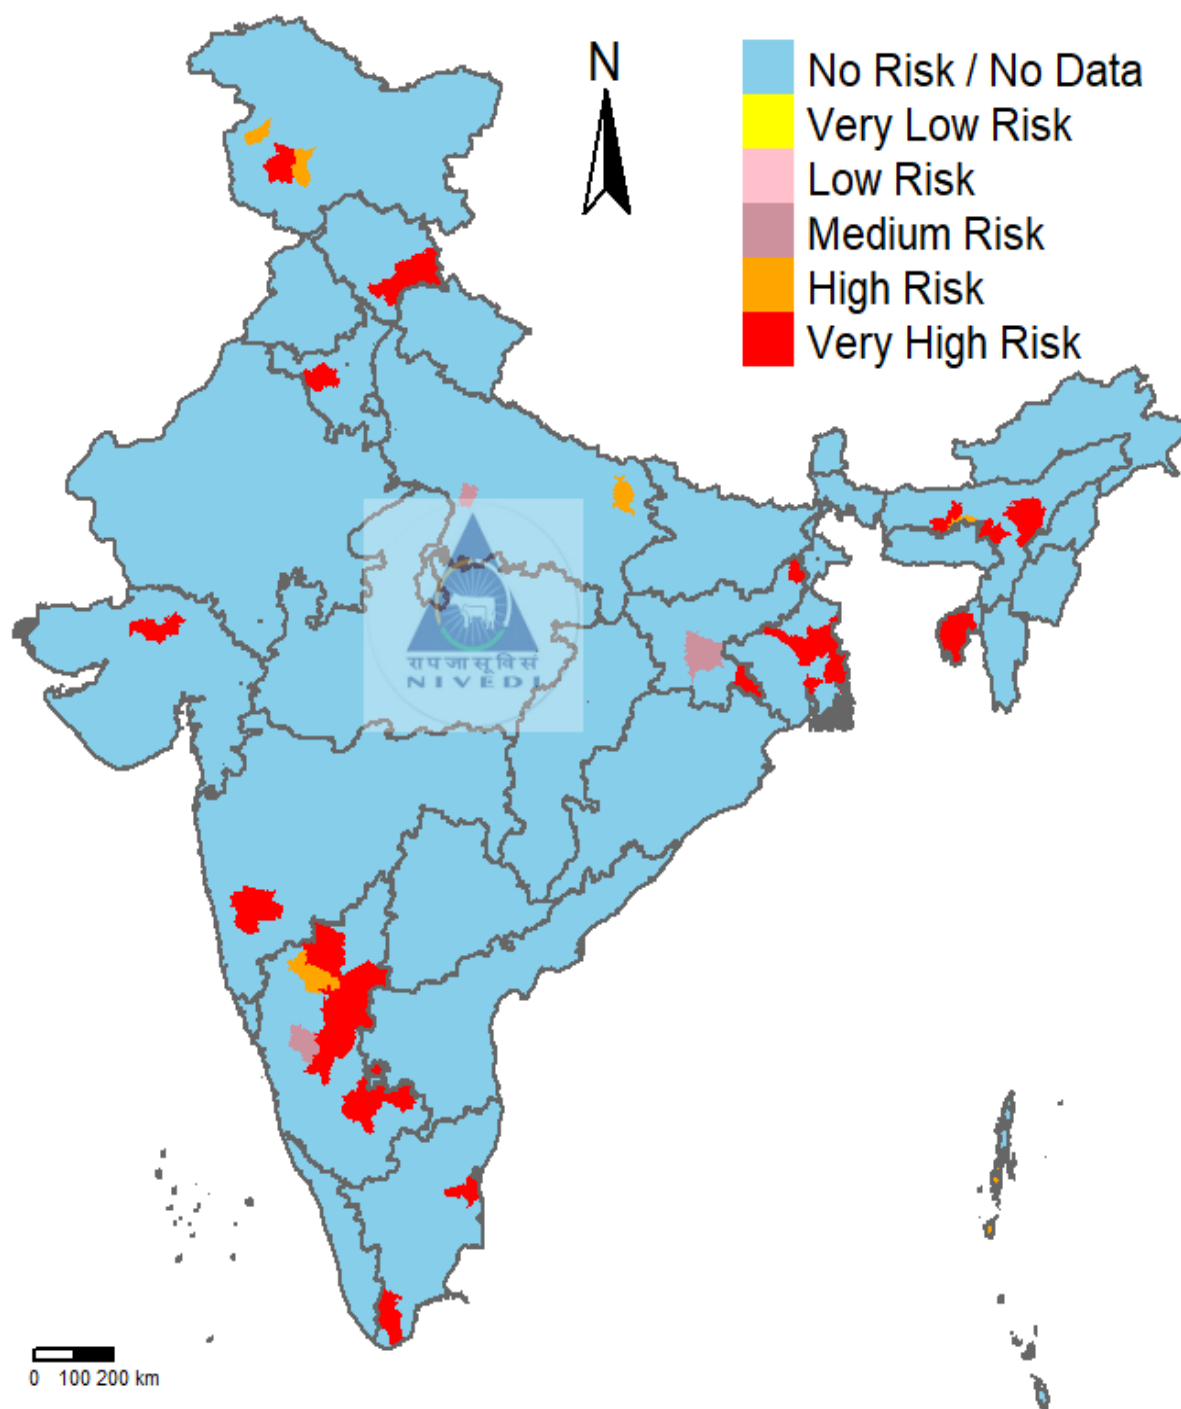 N
No Risk / No Data
Very Low Risk
Low Risk
Medium Risk
High Risk
Very High Risk
रापजासूविसं
NIVEDI
0 100 200 km